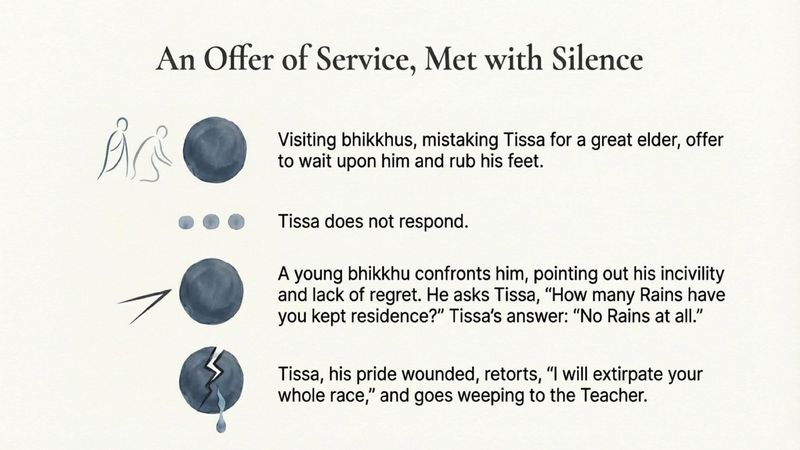 An Offer of Service, Met with Silence
Visiting bhikkhus, mistaking Tissa for a great elder, offer
to wait upon him and rub his feet.
Tissa does not respond.
A young bhikkhu confronts him, pointing out his incivility
and lack of regret. He asks Tissa, “How many Rains have
you kept residence?” Tissa’s answer: “No Rains at all.”
Tissa, his pride wounded, retorts, “I will extirpate your
whole race,” and goes weeping to the Teacher.